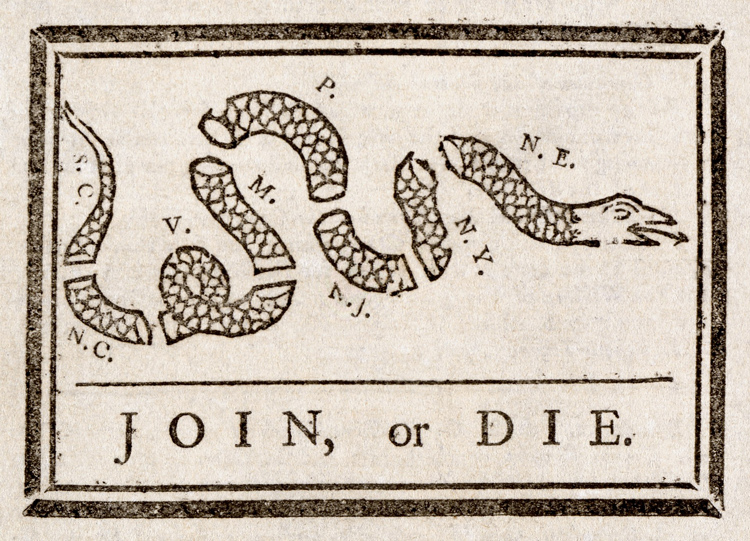 P.
N. E.
S. C.
M.
V.
N. Y.
N. J.
N. C.
JOIN, or DIE.